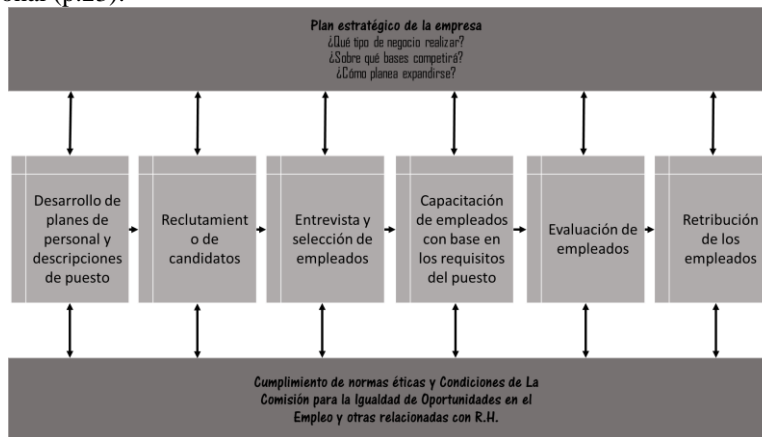 onal (p.23).
Plan estratégico de la empresa
¿Qué tipo de negocio realizar?
¿Sobre qué bases competirá?
¿Cómo planea expandirse?
Desarrollo de
planes de
personal y
descripciones
de puesto
Reclutamient
o de
candidatos
Entrevista y
selección de
empleados
Capacitación
de empleados
con base en
los requisitos
del puesto
Evaluación de
empleados
Retribución
de los
empleados
Cumplimiento de normas éticas y Condiciones de La
Comisión para la Igualdad de Oportunidades en el
Empleo y otras relacionadas con R.H.